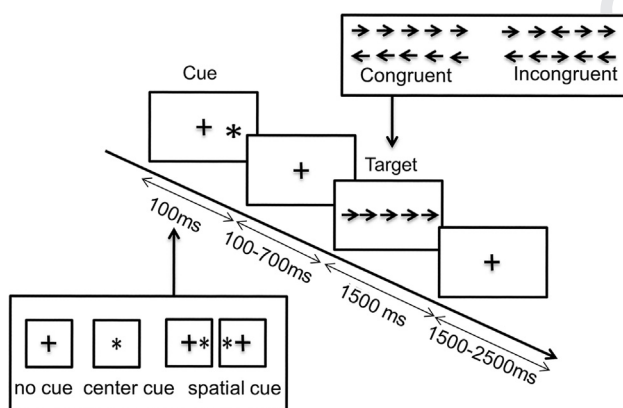 Congruent Incongruent
Cue
+ *
+
Target
→→→→→
+
100ms
100-700ms
1500 ms
1500-2500ms
+ * +* *+
no cue center cue spatial cue